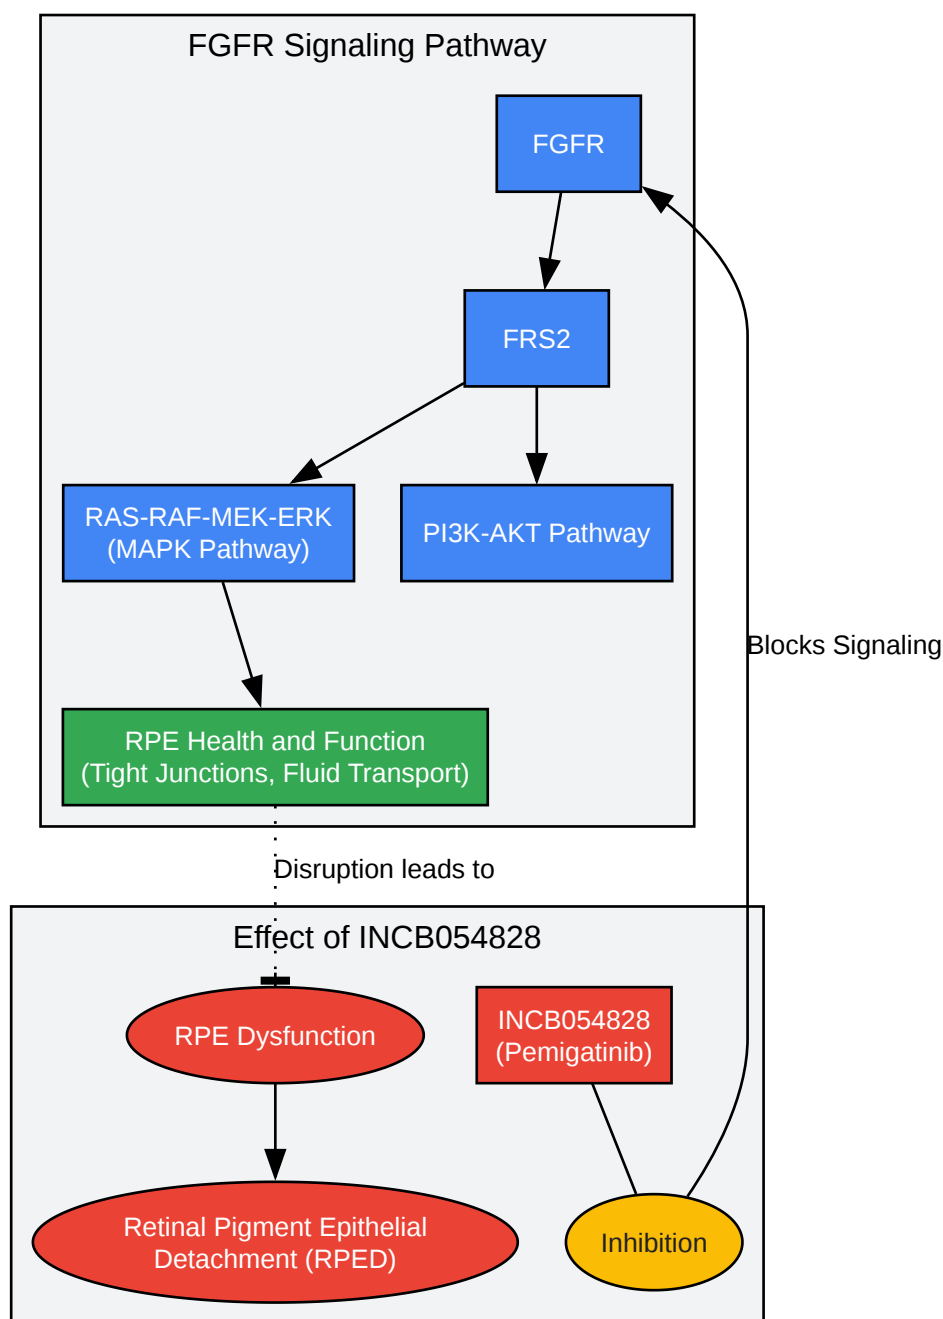 FGFR Signaling Pathway
FGFR
FRS2
RAS-RAF-MEK-ERK
(MAPK Pathway)
PI3K-AKT Pathway
Blocks Signaling
RPE Health and Function
(Tight Junctions, Fluid Transport)
Disruption leads to
Effect of INCB054828
RPE Dysfunction
INCB054828
(Pemigatinib)
Retinal Pigment Epithelial
Detachment (RPED)
Inhibition